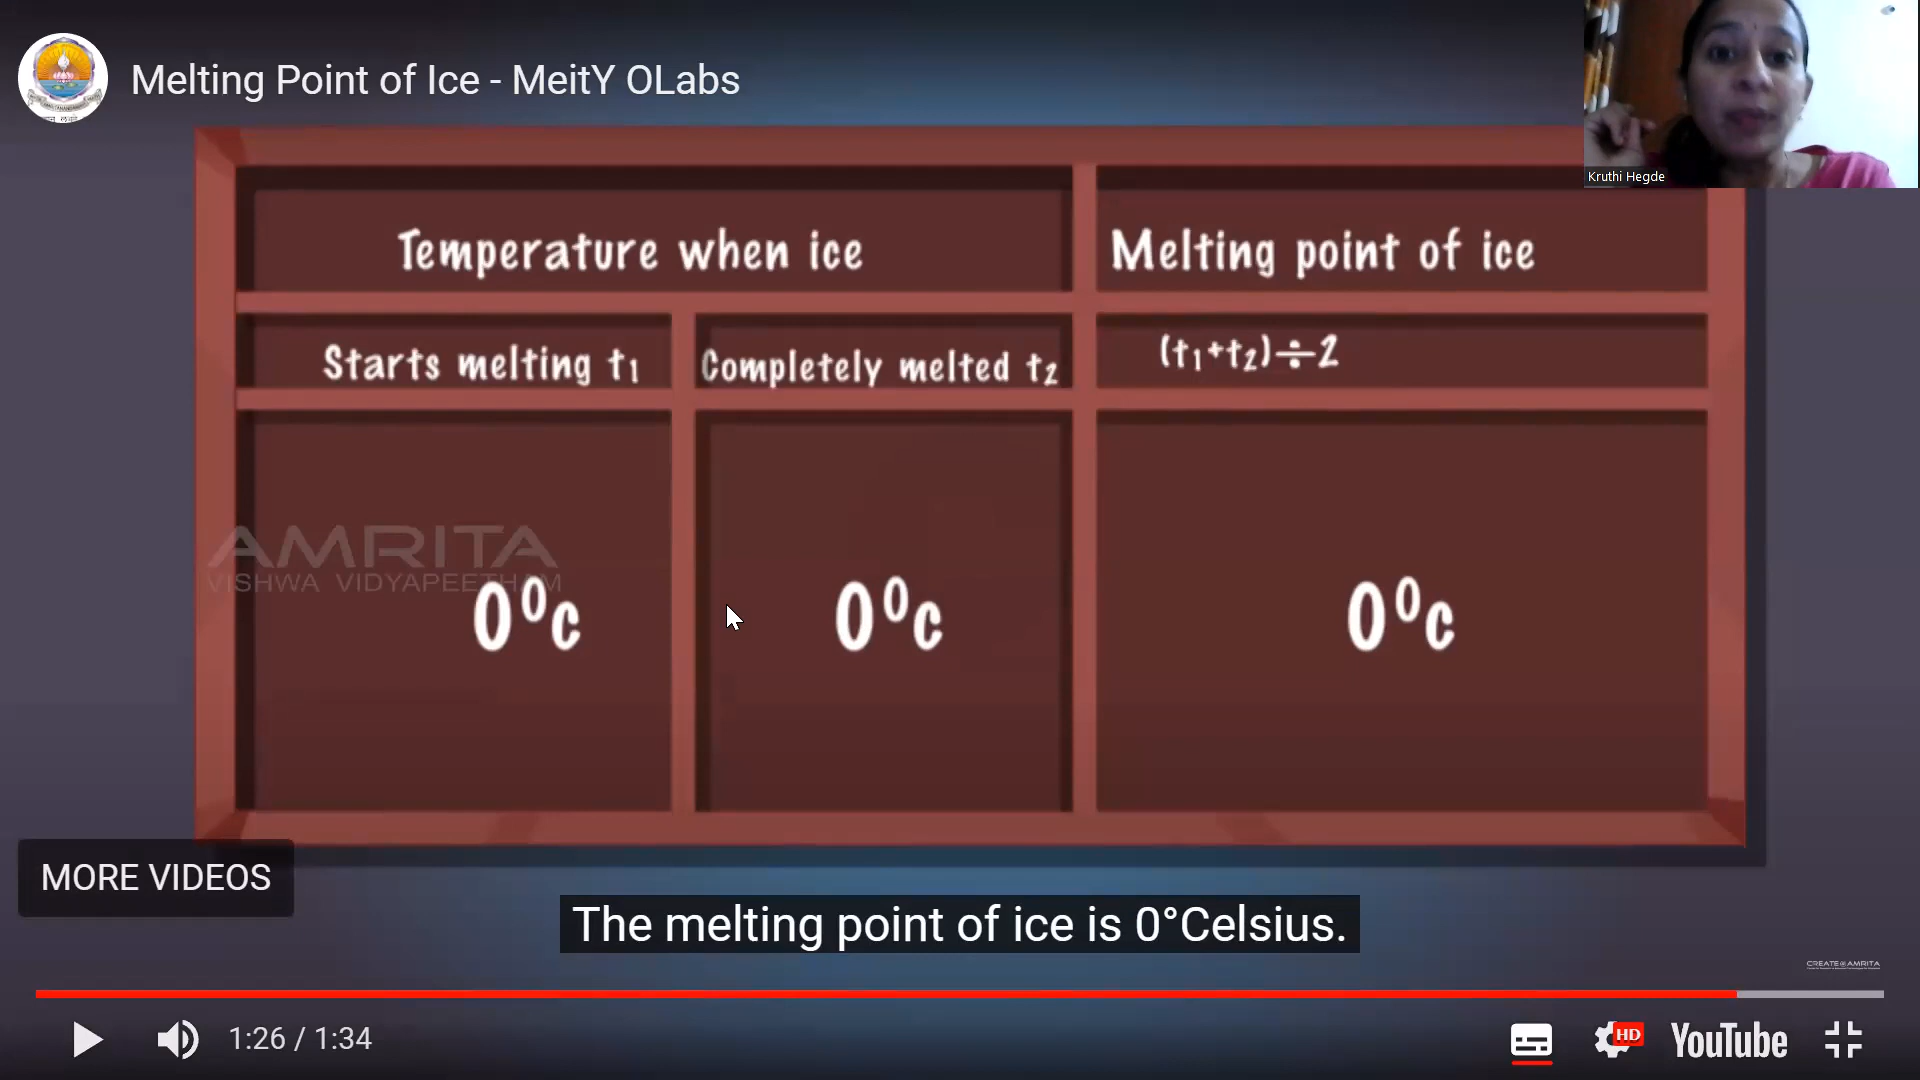 Melting Point of Ice - MeitY OLabs
Kruthi Hegde
Temperature when ice
Melting point of ice
Starts melting t₁
Completely melted t₂
(t₁+t₂)÷2
AMRITA
VISHWA VIDYAPEETHAM
0⁰c
0⁰c
0⁰c
MORE VIDEOS
The melting point of ice is 0°Celsius.
CREATE@AMRITA
1:26 / 1:34
HD
YouTube